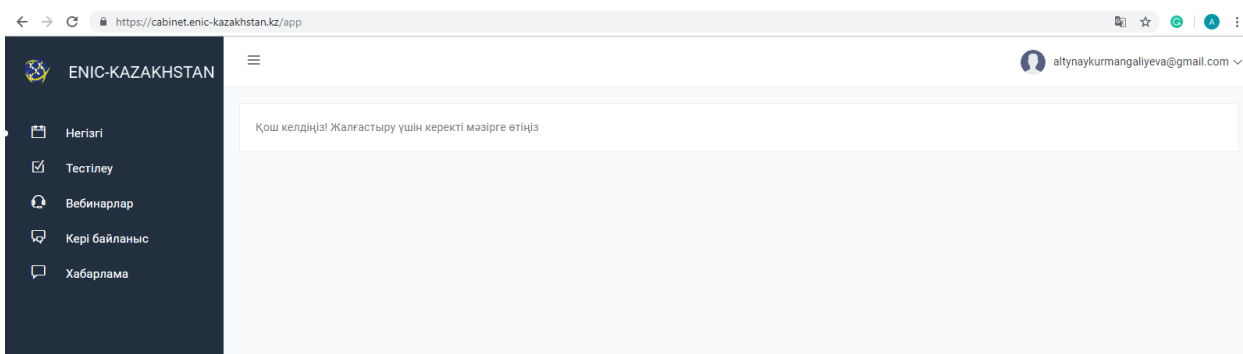 https://cabinet.enic-kazakhstan.kz/app
A
ENIC-KAZAKHSTAN
altynaykurmangaliyeva@gmail.com
Негізгі
Қош келдіңіз! Жалғастыру үшін керекті мәзірге өтіңіз
Тестілеу
Вебинарлар
Кері байланыс
Хабарлама